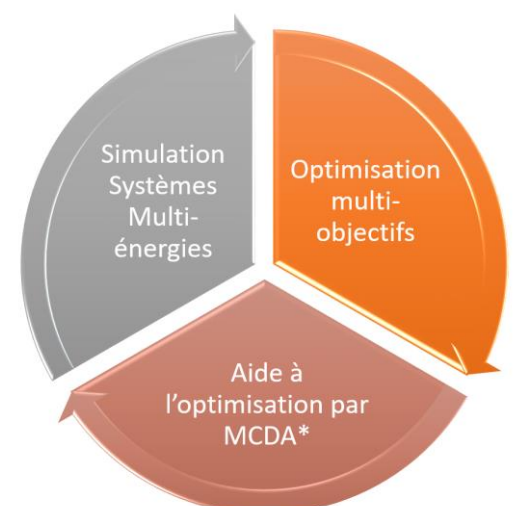 Simulation
Systèmes
Multi-
énergies
Optimisation
multi-
objectifs
Aide à
l'optimisation par
MCDA*